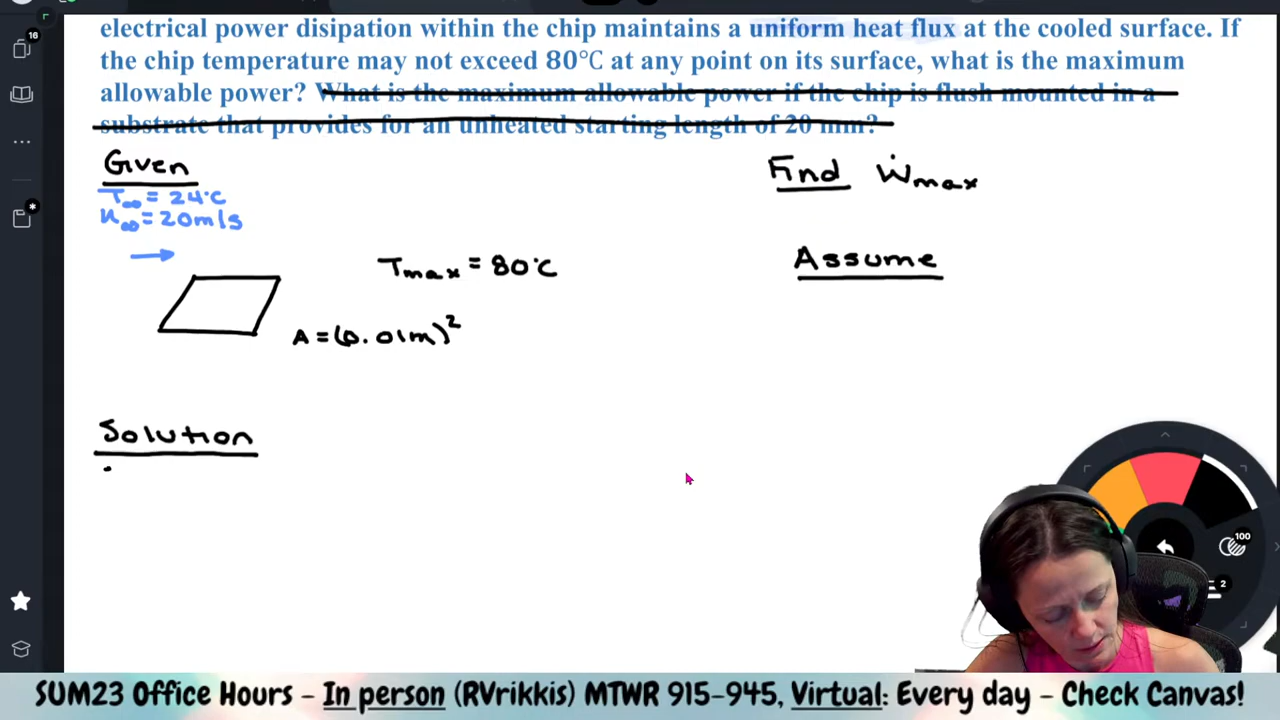 electrical power disipation within the chip maintains a uniform heat flux at the cooled surface. If
the chip temperature may not exceed 80°C at any point on its surface, what is the maximum
allowable power? What is the maximum allowable power if the chip is flush mounted in a
substrate that provides for an unheated starting length of 20 mm?
Given
T∞ = 24°C
u∞ = 20m/s
Find Ẇmax
Assume
Tmax = 80°C
A = (0.01m)²
Solution
16
100
2
SUM23 Office Hours - In person (RVrikkis) MTWR 915-945, Virtual: Every day - Check Canvas!